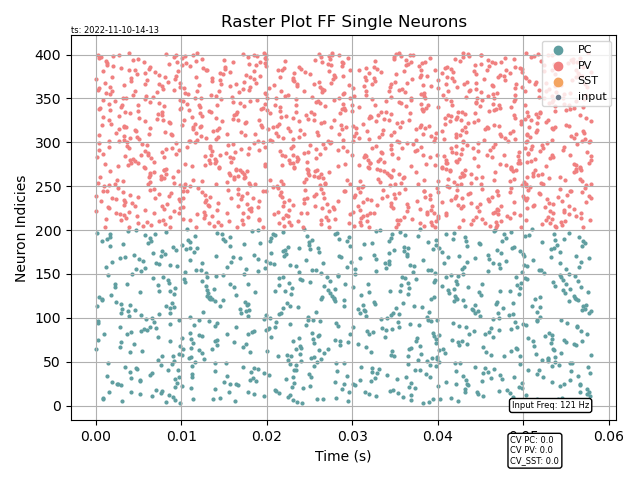 Raster Plot FF Single Neurons
ts: 2022-11-10-14-13
PC
PV
SST
input
400
350
300
250
200
150
100
50
0
Neuron Indicies
Input Freq: 121 Hz
0.00 0.01 0.02 0.03 0.04 0.05 0.06
Time (s)
CV PC: 0.0
CV PV: 0.0
CV_SST: 0.0